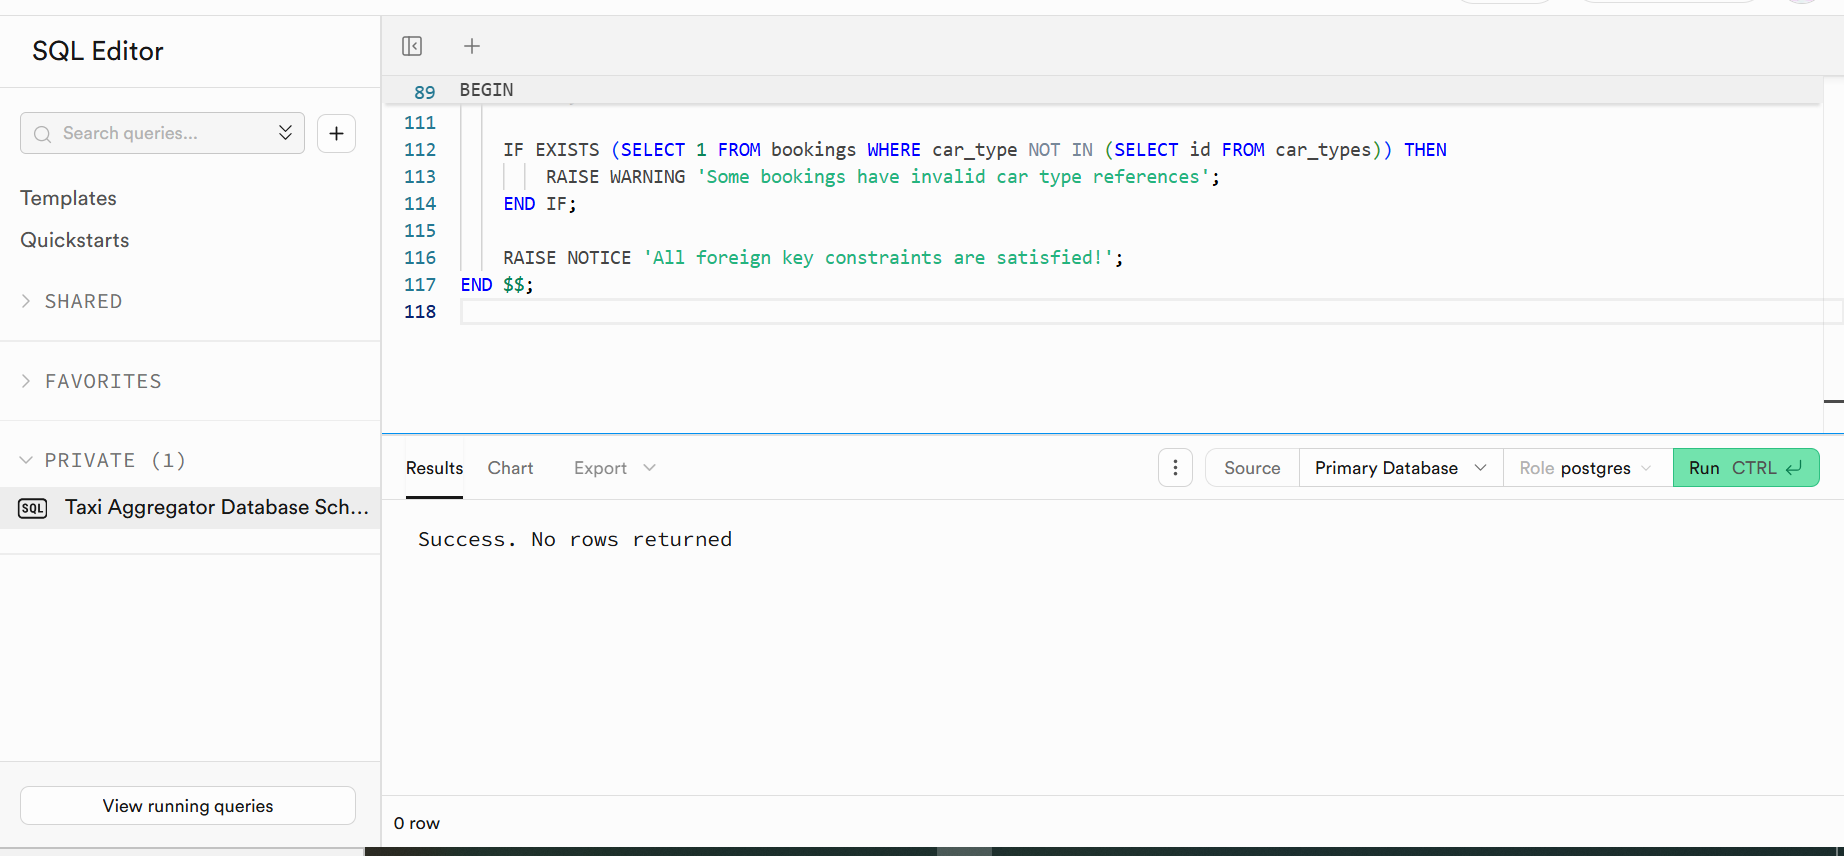 SQL Editor
Search queries...
Templates
Quickstarts
SHARED
FAVORITES
PRIVATE (1)
SQL Taxi Aggregator Database Sch...
View running queries
89 BEGIN
111
112 IF EXISTS (SELECT 1 FROM bookings WHERE car_type NOT IN (SELECT id FROM car_types)) THEN
113 RAISE WARNING 'Some bookings have invalid car type references';
114 END IF;
115
116 RAISE NOTICE 'All foreign key constraints are satisfied!';
117 END $$;
118
Results Chart Export Source Primary Database Role postgres Run CTRL
Success. No rows returned
0 row